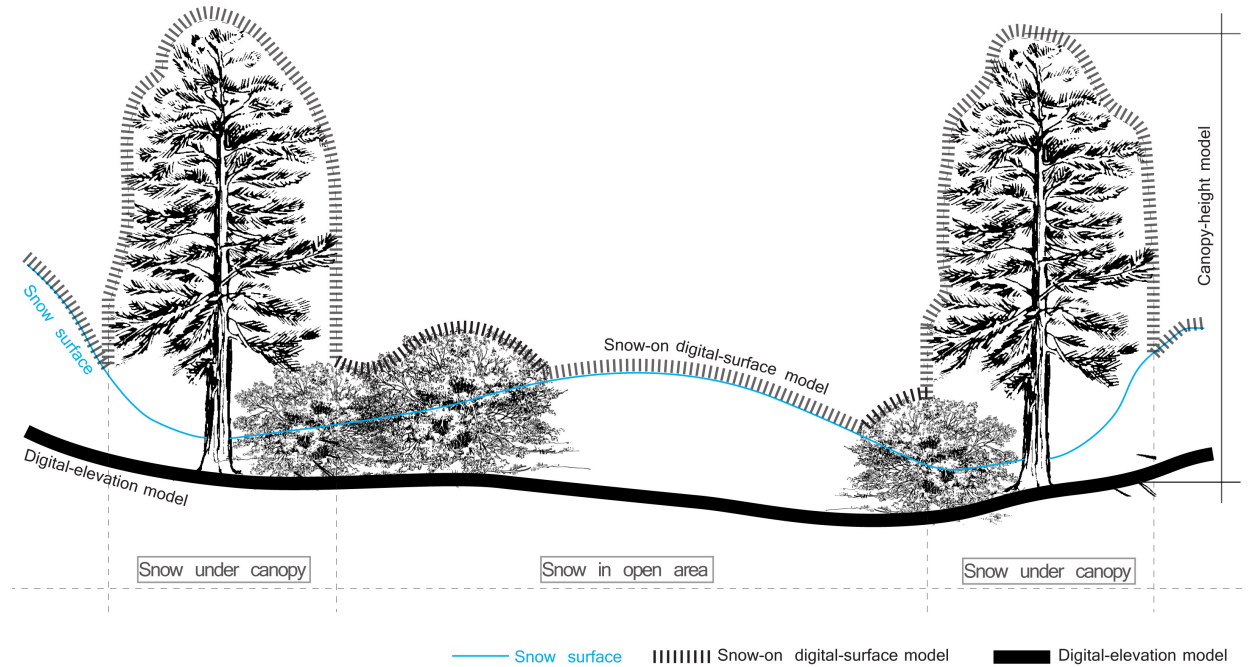 Canopy-height model
Snow surface
Snow-on digital-surface model
Digital-elevation model
Snow under canopy
Snow in open area
Snow under canopy
Snow surface
Snow-on digital-surface model
Digital-elevation model